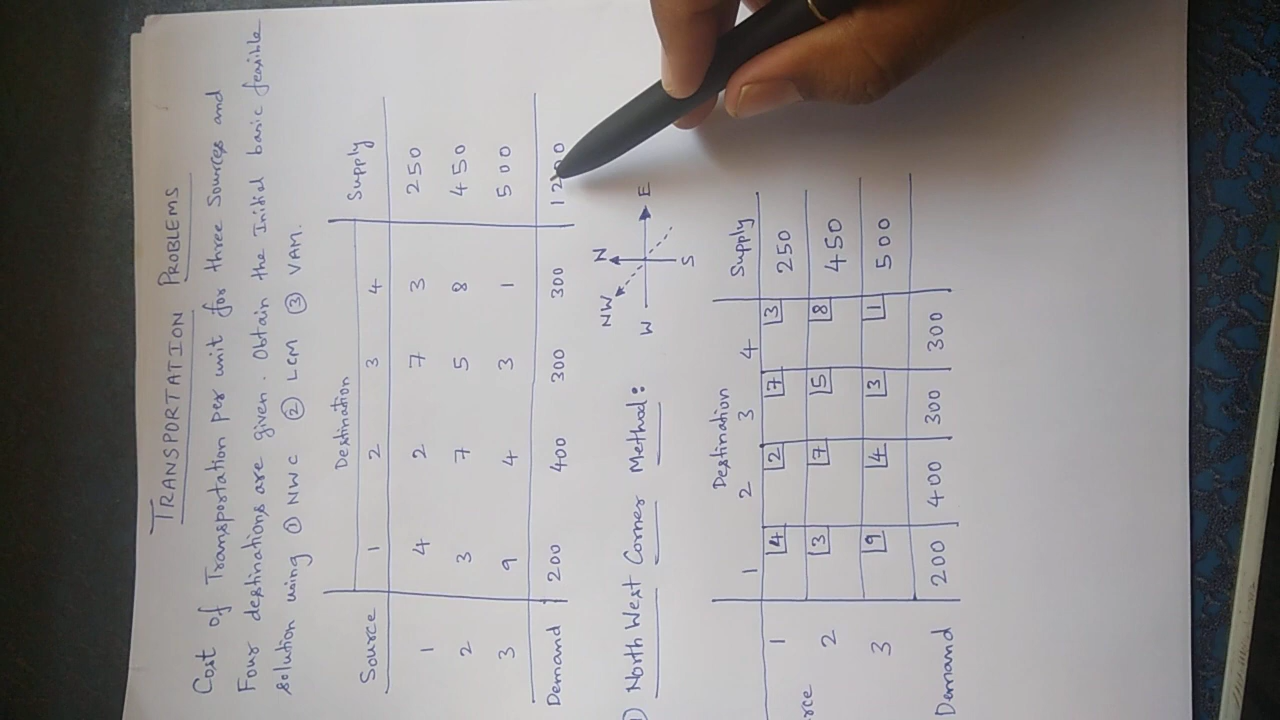 TRANSPORTATION PROBLEMS
Cost of Transportation per unit for three Sources and
Four destinations are given. Obtain the Initial basic feasible
solution using ① NWC ② LCM ③ VAM.
Destination
Source 1 2 3 4 Supply
1 4 2 7 3 250
2 3 7 5 8 450
3 9 4 3 1 500
Demand 200 400 300 300
North West Corner Method:
NW N
W E
S
Destination
1 2 3 4 Supply
1 4 2 7 3 250
2 3 7 5 8 450
3 9 4 3 1 500
Demand 200 400 300 300